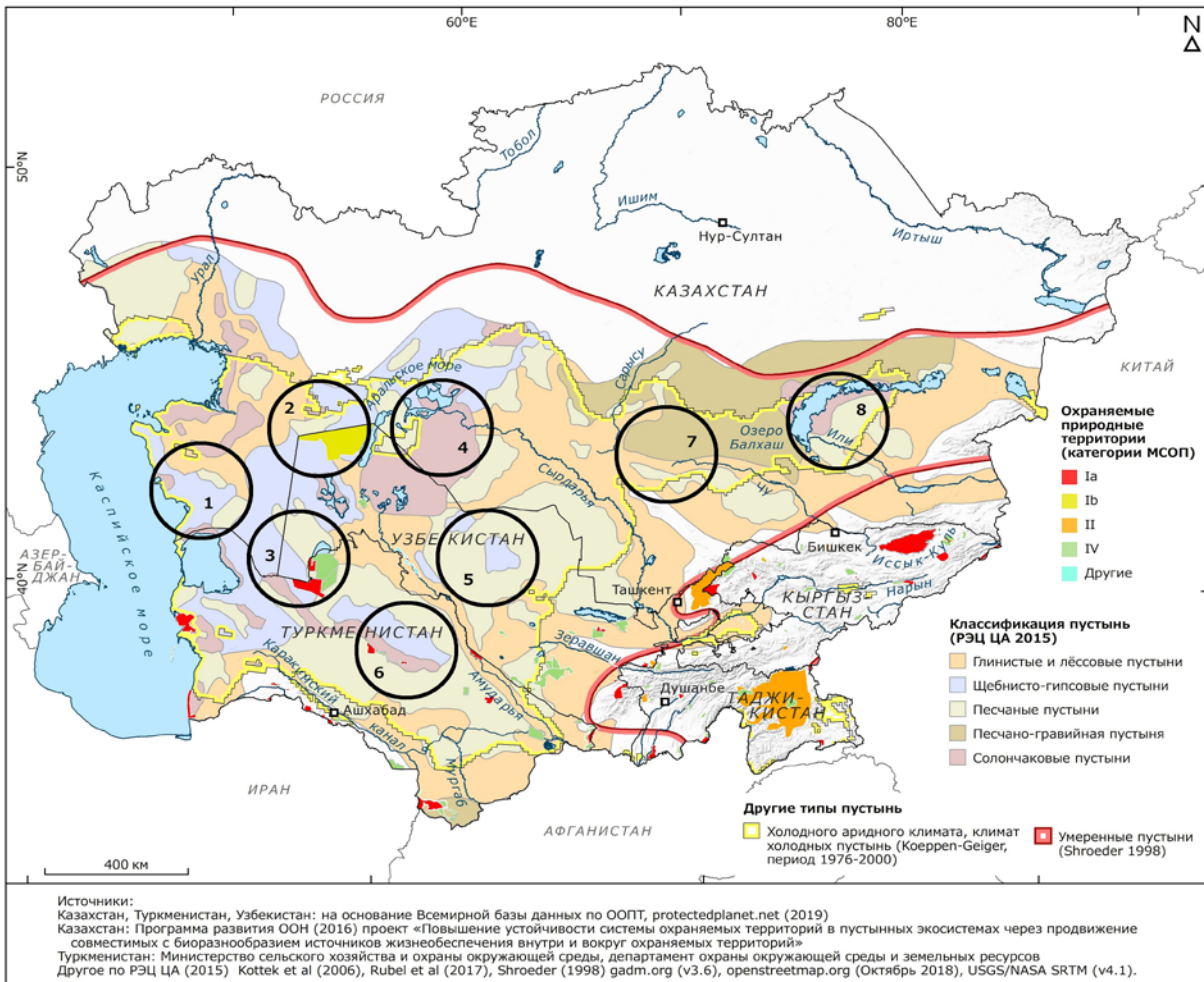 60°E
80°E
N
РОССИЯ
Тобол
50°N
Ишим
Нур-Султан
Иртыш
Урал
КАЗАХСТАН
Сарысу
КИТАЙ
Аральское море
2
8
4
7
Озеро
Балхаш
Или
Охраняемые
природные
территории
(категории МСОП)
Ia
Ib
II
IV
Другие
1
Сырдарья
Чу
Каспийское море
УЗБЕКИСТАН
3
5
Бишкек
Иссык-Куль
АЗЕР-
БАЙ-
ДЖАН
40°N
Ташкент
Нарын
КЫРГЫЗ-
СТАН
ТУРКМЕНИСТАН
6
Зеравшан
Каракумский
канал
Амударья
Ашхабад
Душанбе
ТАДЖИ-
КИСТАН
Мургаб
Классификация пустынь
(РЭЦ ЦА 2015)
Глинистые и лёссовые пустыни
Щебнисто-гипсовые пустыни
Песчаные пустыни
Песчано-гравийная пустыня
Солончаковые пустыни
ИРАН
АФГАНИСТАН
Другие типы пустынь
Холодного аридного климата, климат
холодных пустынь (Koeppen-Geiger,
период 1976-2000)
Умеренные пустыни
(Shroeder 1998)
400 км
Источники:
Казахстан, Туркменистан, Узбекистан: на основание Всемирной базы данных по ООПТ, protectedplanet.net (2019)
Казахстан: Программа развития ООН (2016) проект «Повышение устойчивости системы охраняемых территорий в пустынных экосистемах через продвижение
совместимых с биоразнообразием источников жизнеобеспечения внутри и вокруг охраняемых территорий»
Туркменистан: Министерство сельского хозяйства и охраны окружающей среды, департамент охраны окружающей среды и земельных ресурсов
Другое по РЭЦ ЦА (2015) Kottek et al (2006), Rubel et al (2017), Shroeder (1998) gadm.org (v3.6), openstreetmap.org (Октябрь 2018), USGS/NASA SRTM (v4.1).